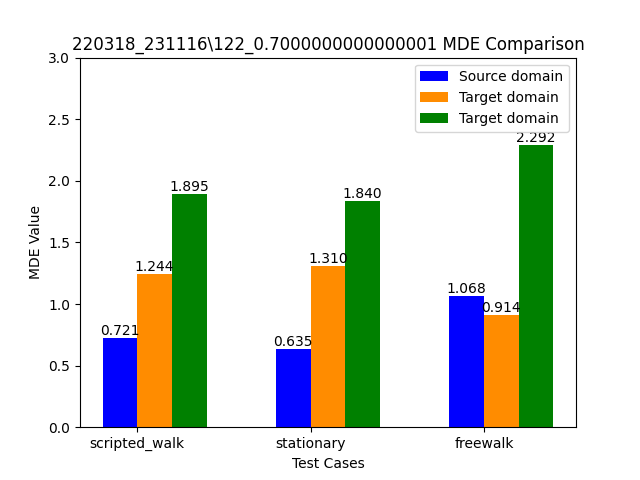 220318_231116\122_0.7000000000000001 MDE Comparison
3.0
2.5
2.0
1.5
1.0
0.5
0.0
MDE Value
Source domain
Target domain
Target domain
0.721
1.244
1.895
0.635
1.310
1.840
1.068
0.914
2.292
scripted_walk
stationary
freewalk
Test Cases